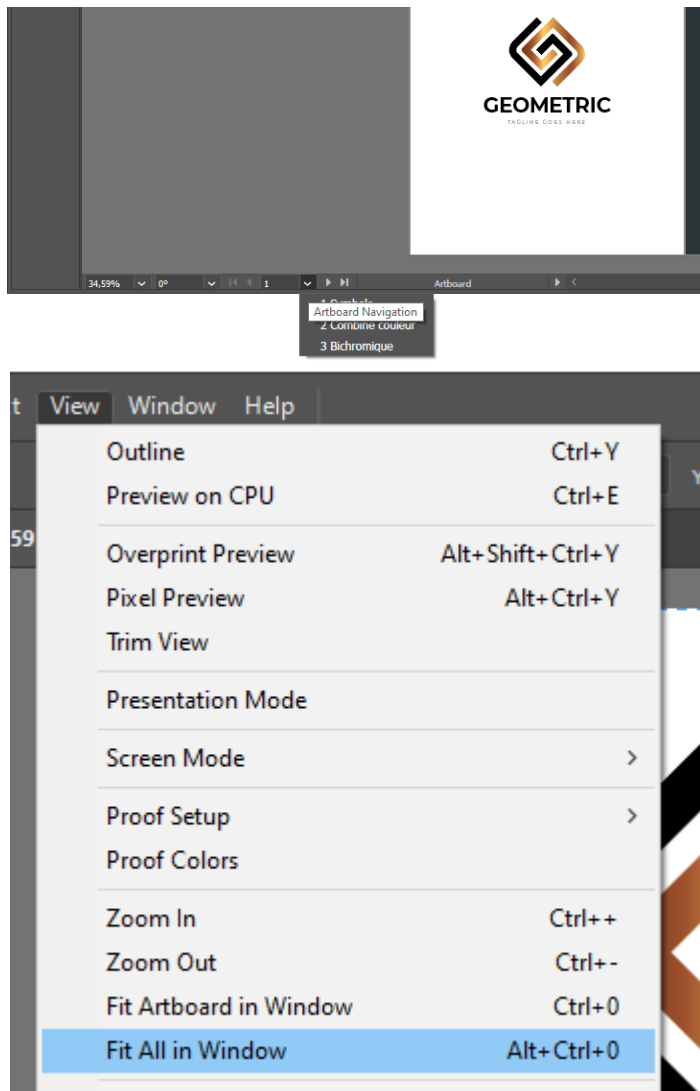 GEOMETRIC
TAGLINE GOES HERE
34,59% 0° 1 Artboard
1 Symbols
Artboard Navigation
2 Combine couleur
3 Bichromique
t View Window Help
Outline Ctrl+Y
Preview on CPU Ctrl+E
59
Overprint Preview Alt+Shift+Ctrl+Y
Pixel Preview Alt+Ctrl+Y
Trim View
Presentation Mode
Screen Mode
Proof Setup
Proof Colors
Zoom In Ctrl++
Zoom Out Ctrl+-
Fit Artboard in Window Ctrl+0
Fit All in Window Alt+Ctrl+0